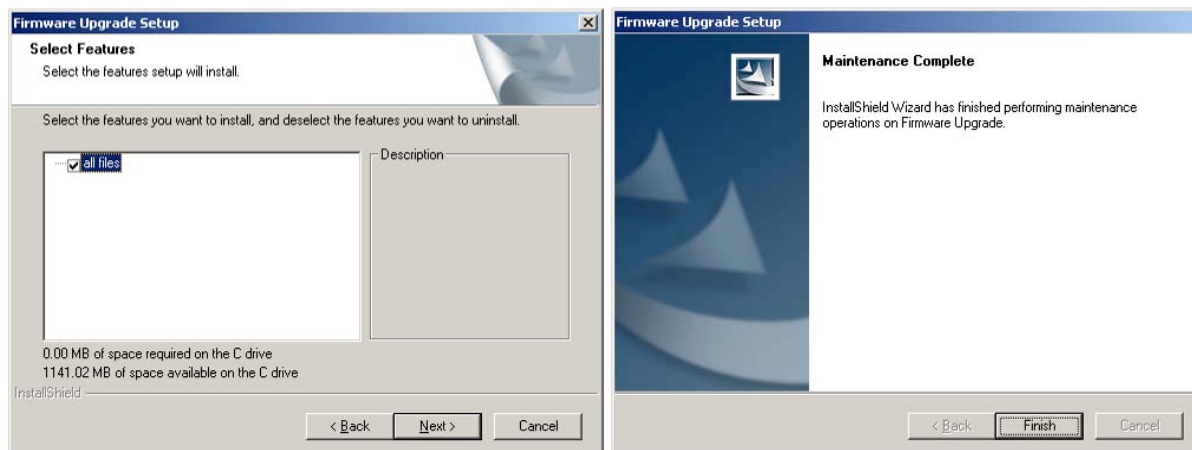 Firmware Upgrade Setup
Select Features
Select the features setup will install.
Select the features you want to install, and deselect the features you want to uninstall.
all files
Description
0.00 MB of space required on the C drive
1141.02 MB of space available on the C drive
InstallShield
< Back
Next >
Cancel
Firmware Upgrade Setup
Maintenance Complete
InstallShield Wizard has finished performing maintenance
operations on Firmware Upgrade.
< Back
Finish
Cancel